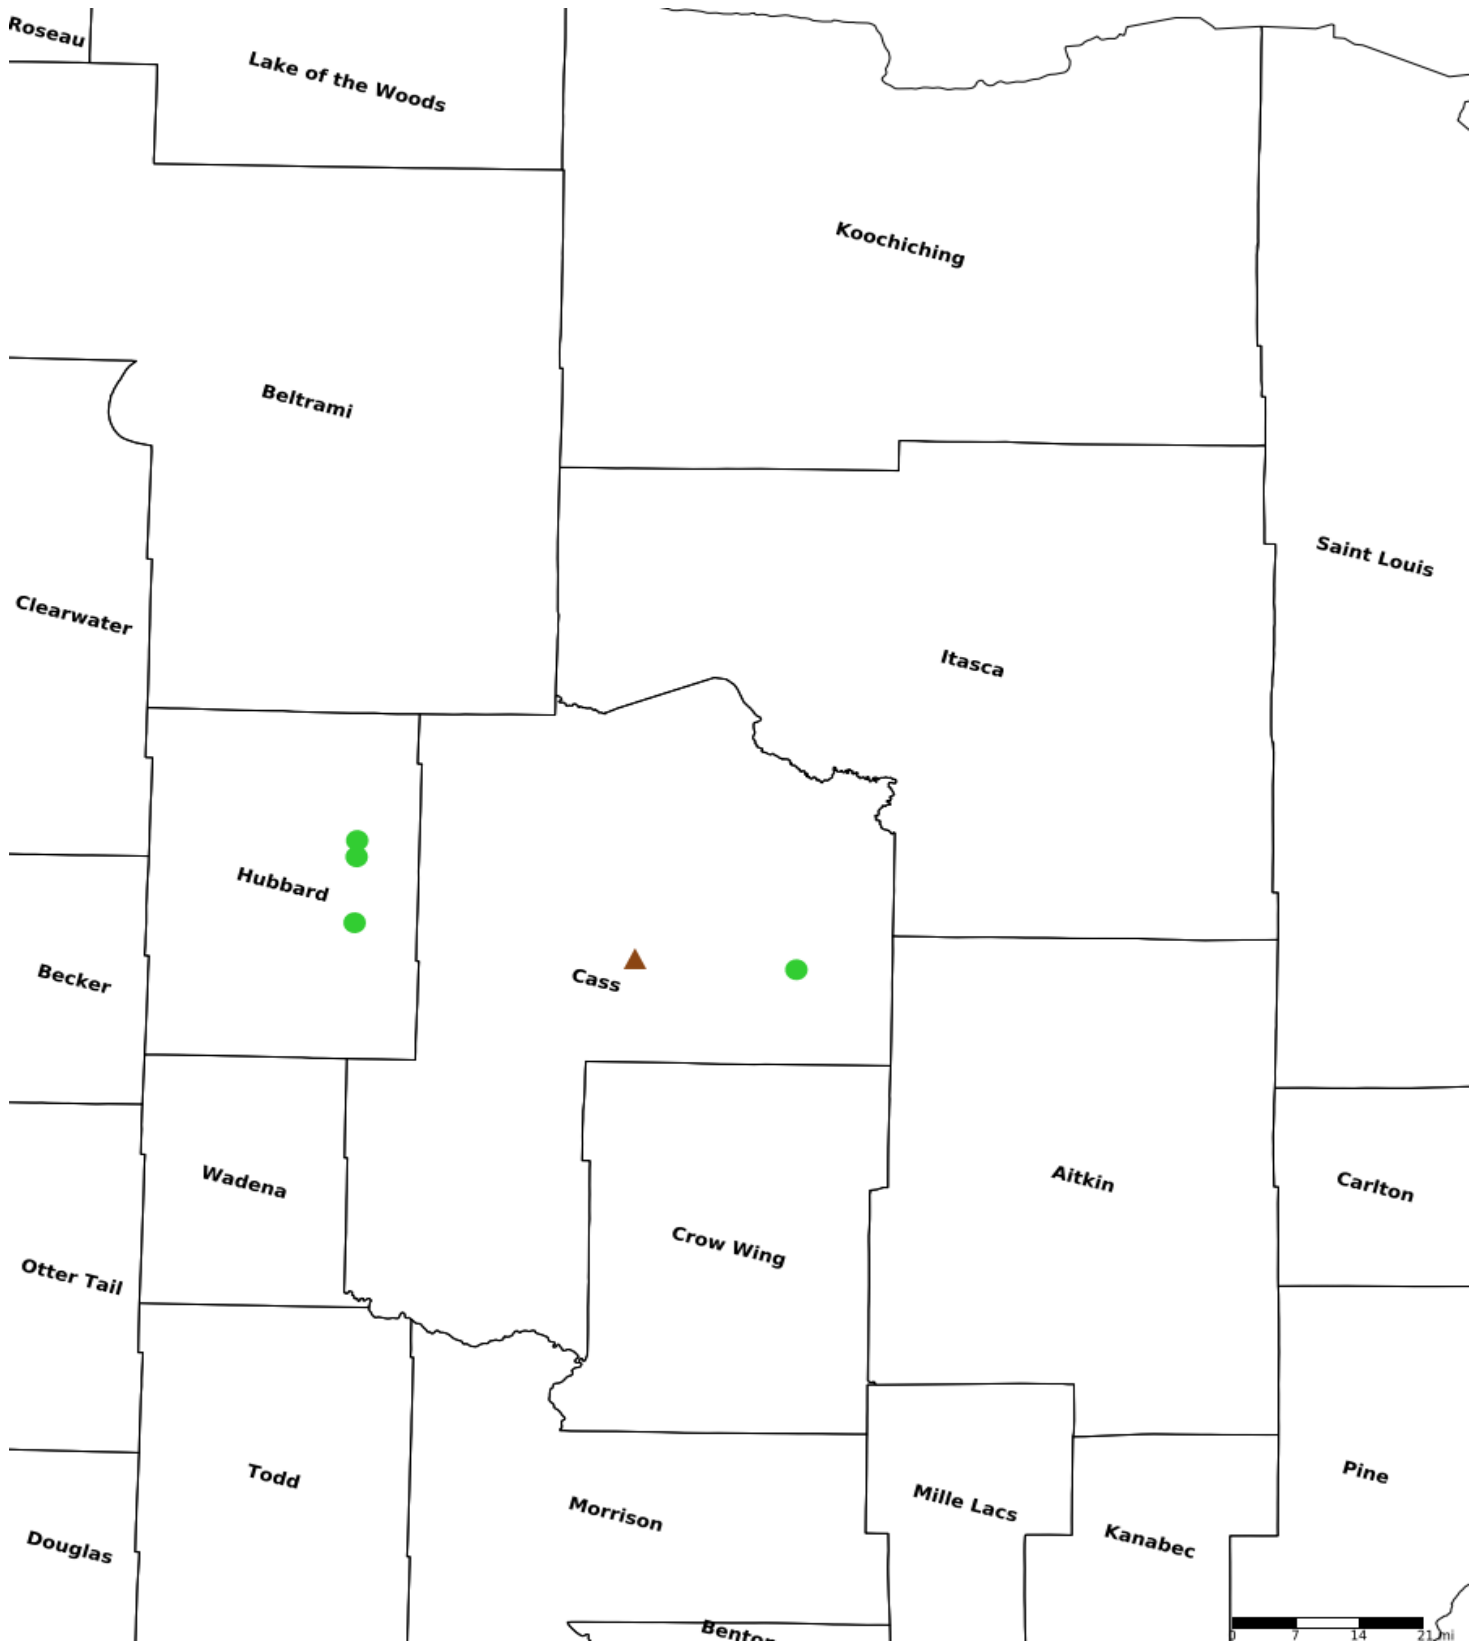 Roseau
Lake of the Woods
Koochiching
Beltrami
Saint Louis
Clearwater
Itasca
Hubbard
Becker
Cass
Wadena
Aitkin
Carlton
Crow Wing
Otter Tail
Todd
Pine
Mille Lacs
Morrison
Kanabec
Douglas
Benton
0 7 14 21 mi